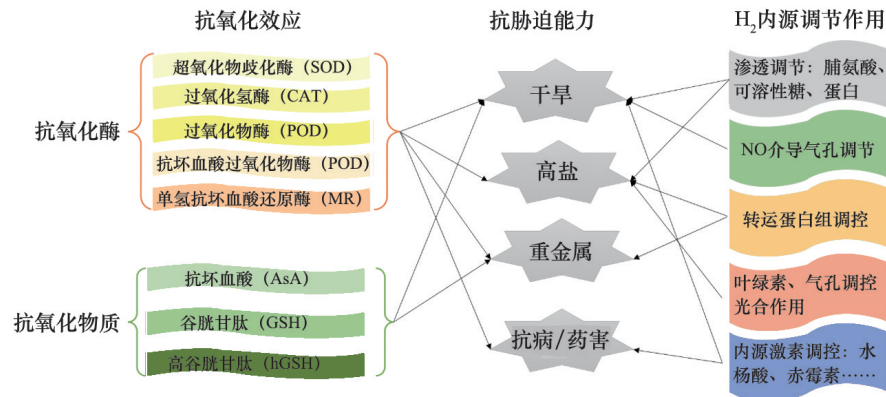 抗氧化效应
抗胁迫能力
H₂内源调节作用
抗氧化酶
超氧化物歧化酶（SOD）
过氧化氢酶（CAT）
过氧化物酶（POD）
抗坏血酸过氧化物酶（POD）
单氢抗坏血酸还原酶（MR）
抗氧化物质
抗坏血酸（AsA）
谷胱甘肽（GSH）
高谷胱甘肽（hGSH）
干旱
高盐
重金属
抗病/药害
渗透调节：脯氨酸、
可溶性糖、蛋白
NO介导气孔调节
转运蛋白组调控
叶绿素、气孔调控
光合作用
内源激素调控：水
杨酸、赤霉素……